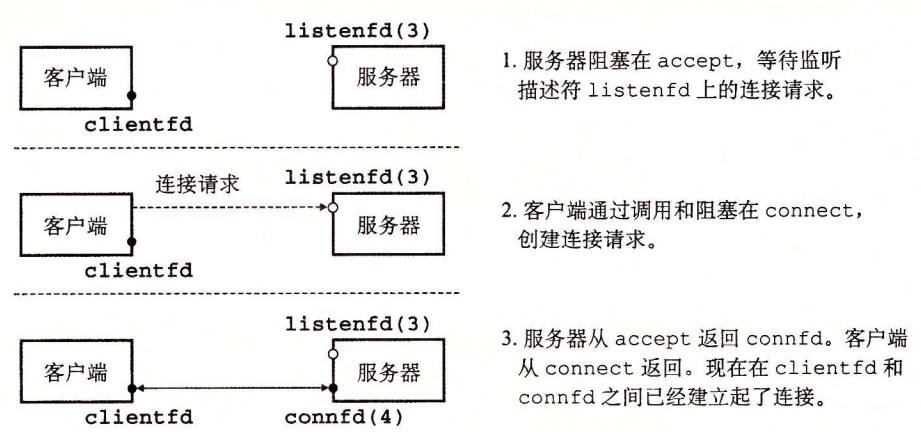 listenfd(3)
客户端
服务器
clientfd
1. 服务器阻塞在 accept，等待监听
描述符 listenfd 上的连接请求。
连接请求
listenfd(3)
客户端
服务器
clientfd
2. 客户端通过调用和阻塞在 connect，
创建连接请求。
listenfd(3)
客户端
服务器
clientfd
connfd(4)
3. 服务器从 accept 返回 connfd。客户端
从 connect 返回。现在在 clientfd 和
connfd 之间已经建立起了连接。